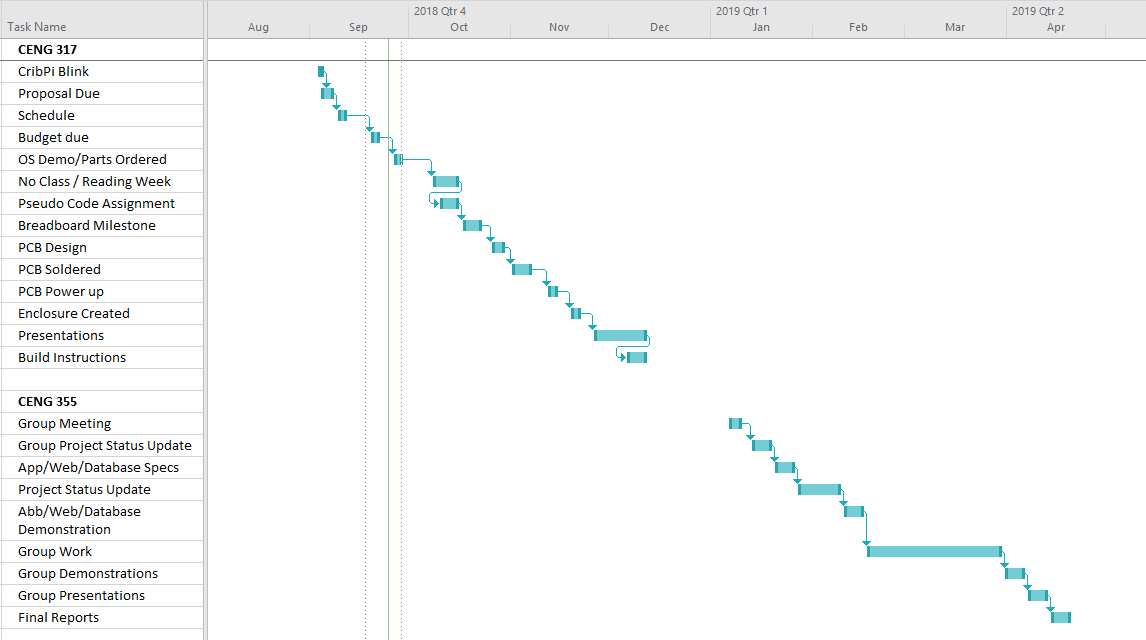 2018 Qtr 4
2019 Qtr 1
2019 Qtr 2
Task Name
Aug
Sep
Oct
Nov
Dec
Jan
Feb
Mar
Apr
CENG 317
CribPi Blink
Proposal Due
Schedule
Budget due
OS Demo/Parts Ordered
No Class / Reading Week
Pseudo Code Assignment
Breadboard Milestone
PCB Design
PCB Soldered
PCB Power up
Enclosure Created
Presentations
Build Instructions
CENG 355
Group Meeting
Group Project Status Update
App/Web/Database Specs
Project Status Update
Abb/Web/Database
Demonstration
Group Work
Group Demonstrations
Group Presentations
Final Reports